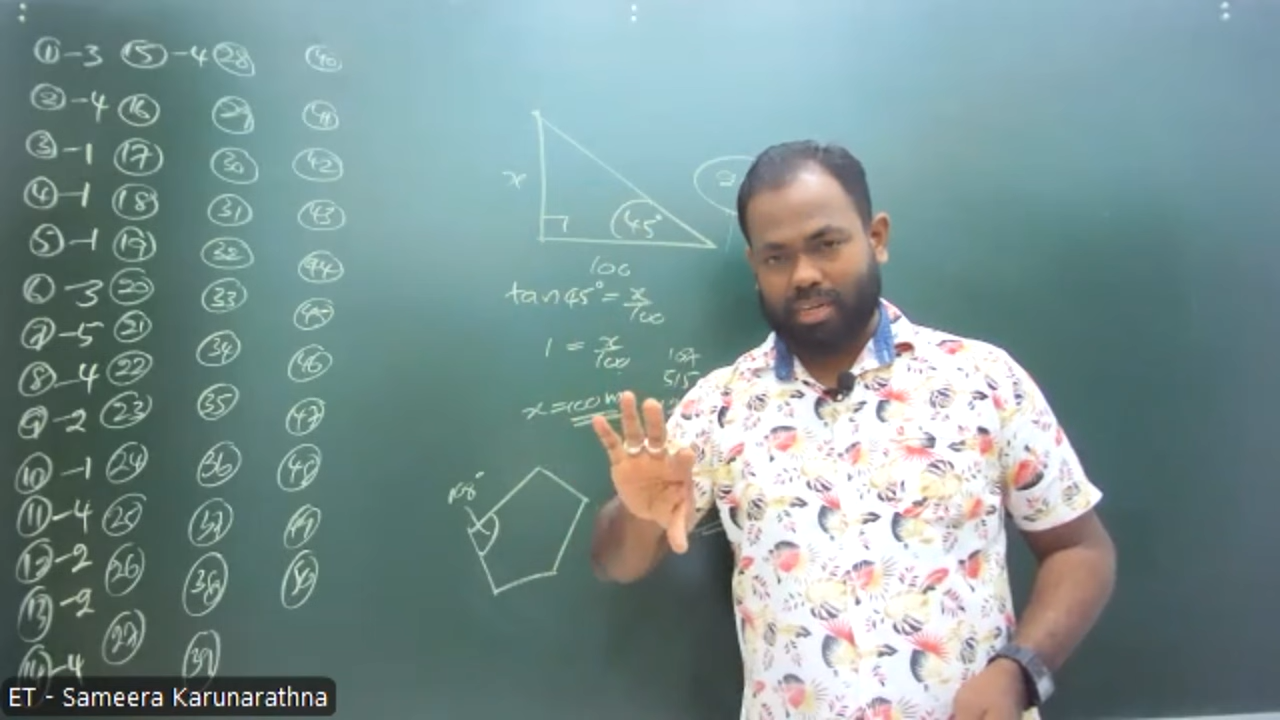 ① -3 ⑮ -4 ㉘ ㊵
② -4 ⑯ ㉙ ㊶
③ -1 ⑰ ㉚ ㊷
④ -1 ⑱ ㉛ ㊸
⑤ -1 ⑲ ㉜ ㊹
⑥ -3 ⑳ ㉝ ㊺
⑦ -5 ㉑ ㉞ ㊻
⑧ -4 ㉒ ㉟ ㊼
⑨ -2 ㉓ ㊱ ㊽
⑩ -1 ㉔ ㊲ ㊾
⑪ -4 ㉕ ㊳ ㊿
⑫ -2 ㉖ ㊴
⑬ -2 ㉗
⑭ -4
x
45°
100
tan 45° = x/100
1 = x/100
x = 100 m
108°
ET - Sameera Karunarathna